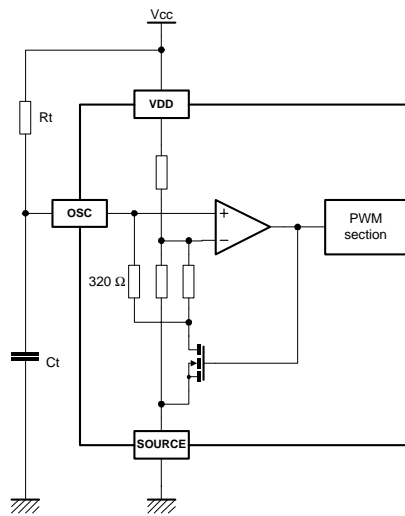 Vcc
VDD
Rt
OSC
+
PWM
section
−
320 Ω
Ct
SOURCE